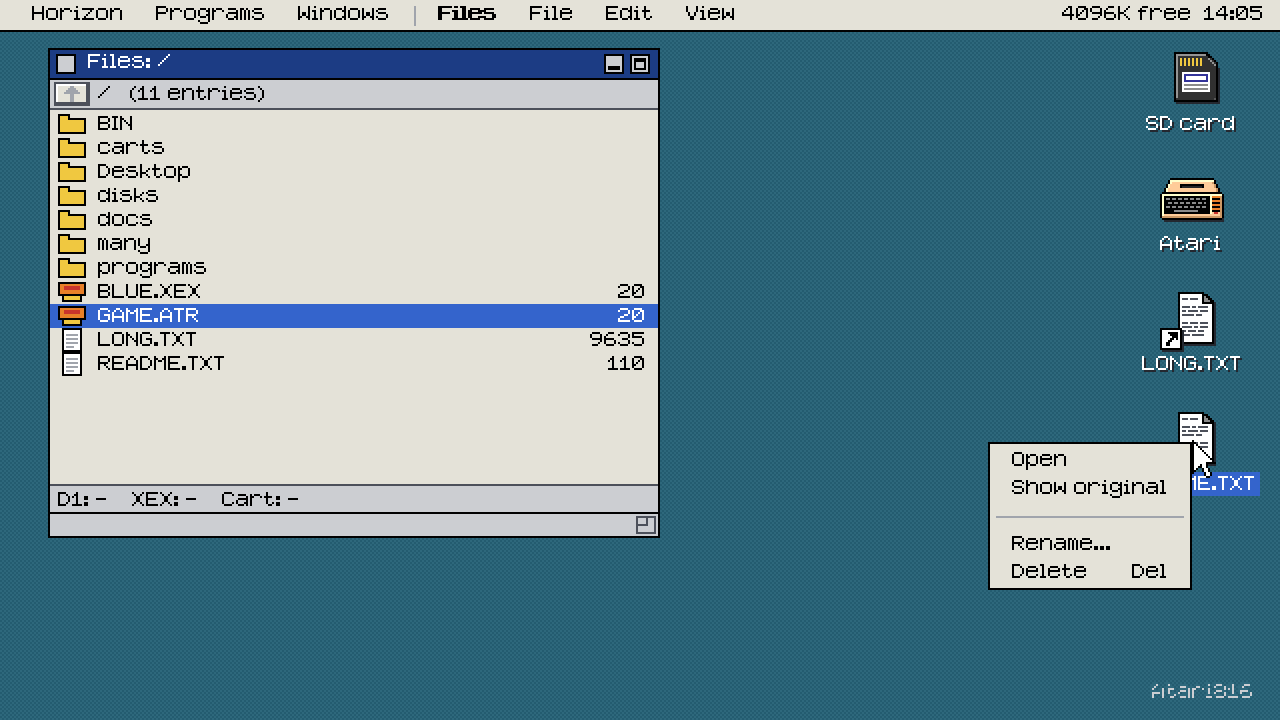 Horizon Programs Windows | Files File Edit View 4096K free 14:05
Files: /
/ (11 entries)
BIN
carts
Desktop
disks
docs
many
programs
BLUE.XEX 20
GAME.ATR 20
LONG.TXT 9635
README.TXT 110
D1: - XEX: - Cart: -
SD card
Atari
LONG.TXT
ME.TXT
Open
Show original
Rename...
Delete Del
Atari816